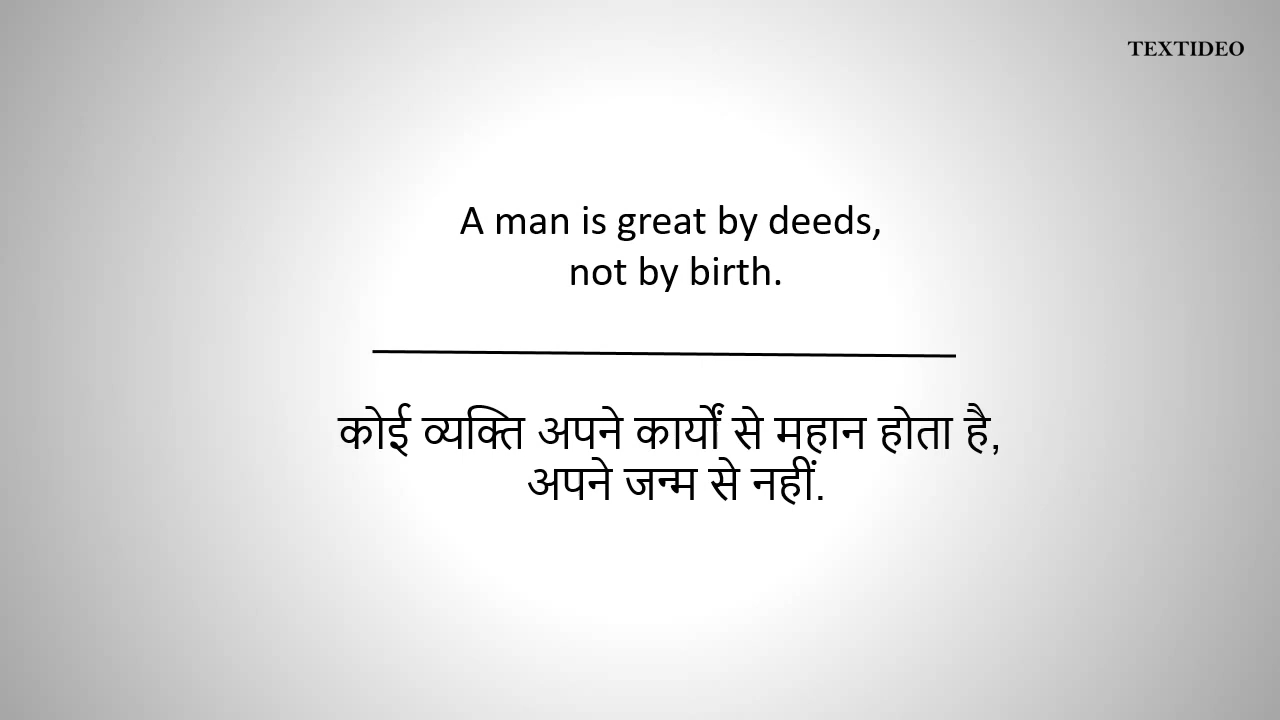 TEXTIDEO
A man is great by deeds,
not by birth.
कोई व्यक्ति अपने कार्यों से महान होता है,
अपने जन्म से नहीं.